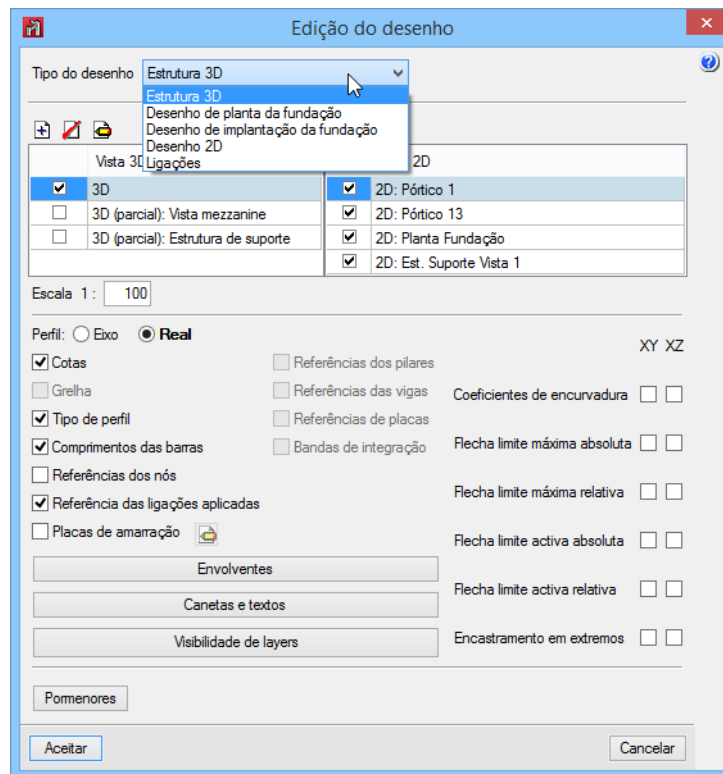 Edição do desenho
Tipo do desenho Estrutura 3D
Estrutura 3D
Desenho de planta da fundação
Desenho de implantação da fundação
Desenho 2D
Ligações
Vista 3D 2D
3D 2D: Pórtico 1
3D (parcial): Vista mezzanine 2D: Pórtico 13
3D (parcial): Estrutura de suporte 2D: Planta Fundação
2D: Est. Suporte Vista 1
Escala 1 : 100
Perfil: Eixo Real
XY XZ
Cotas Referências dos pilares
Grelha Referências das vigas Coeficientes de encurvadura
Tipo de perfil Referências de placas
Comprimentos das barras Bandas de integração Flecha limite máxima absoluta
Referências dos nós
Flecha limite máxima relativa
Referência das ligações aplicadas
Placas de amarração
Flecha limite activa absoluta
Envolventes
Flecha limite activa relativa
Canetas e textos
Visibilidade de layers Encastramento em extremos
Pormenores
Aceitar Cancelar